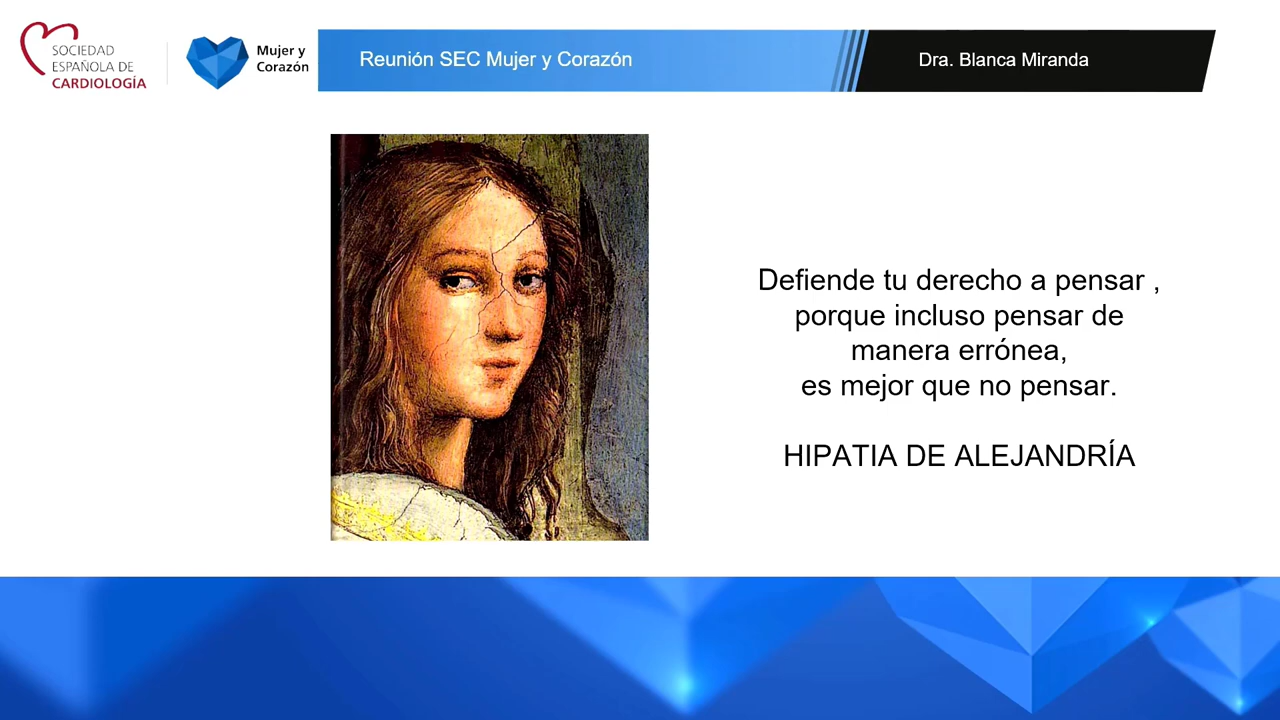 SOCIEDAD
ESPAÑOLA DE
CARDIOLOGÍA
Mujer y
Corazón
Reunión SEC Mujer y Corazón
Dra. Blanca Miranda
Defiende tu derecho a pensar ,
porque incluso pensar de
manera errónea,
es mejor que no pensar.
HIPATIA DE ALEJANDRÍA